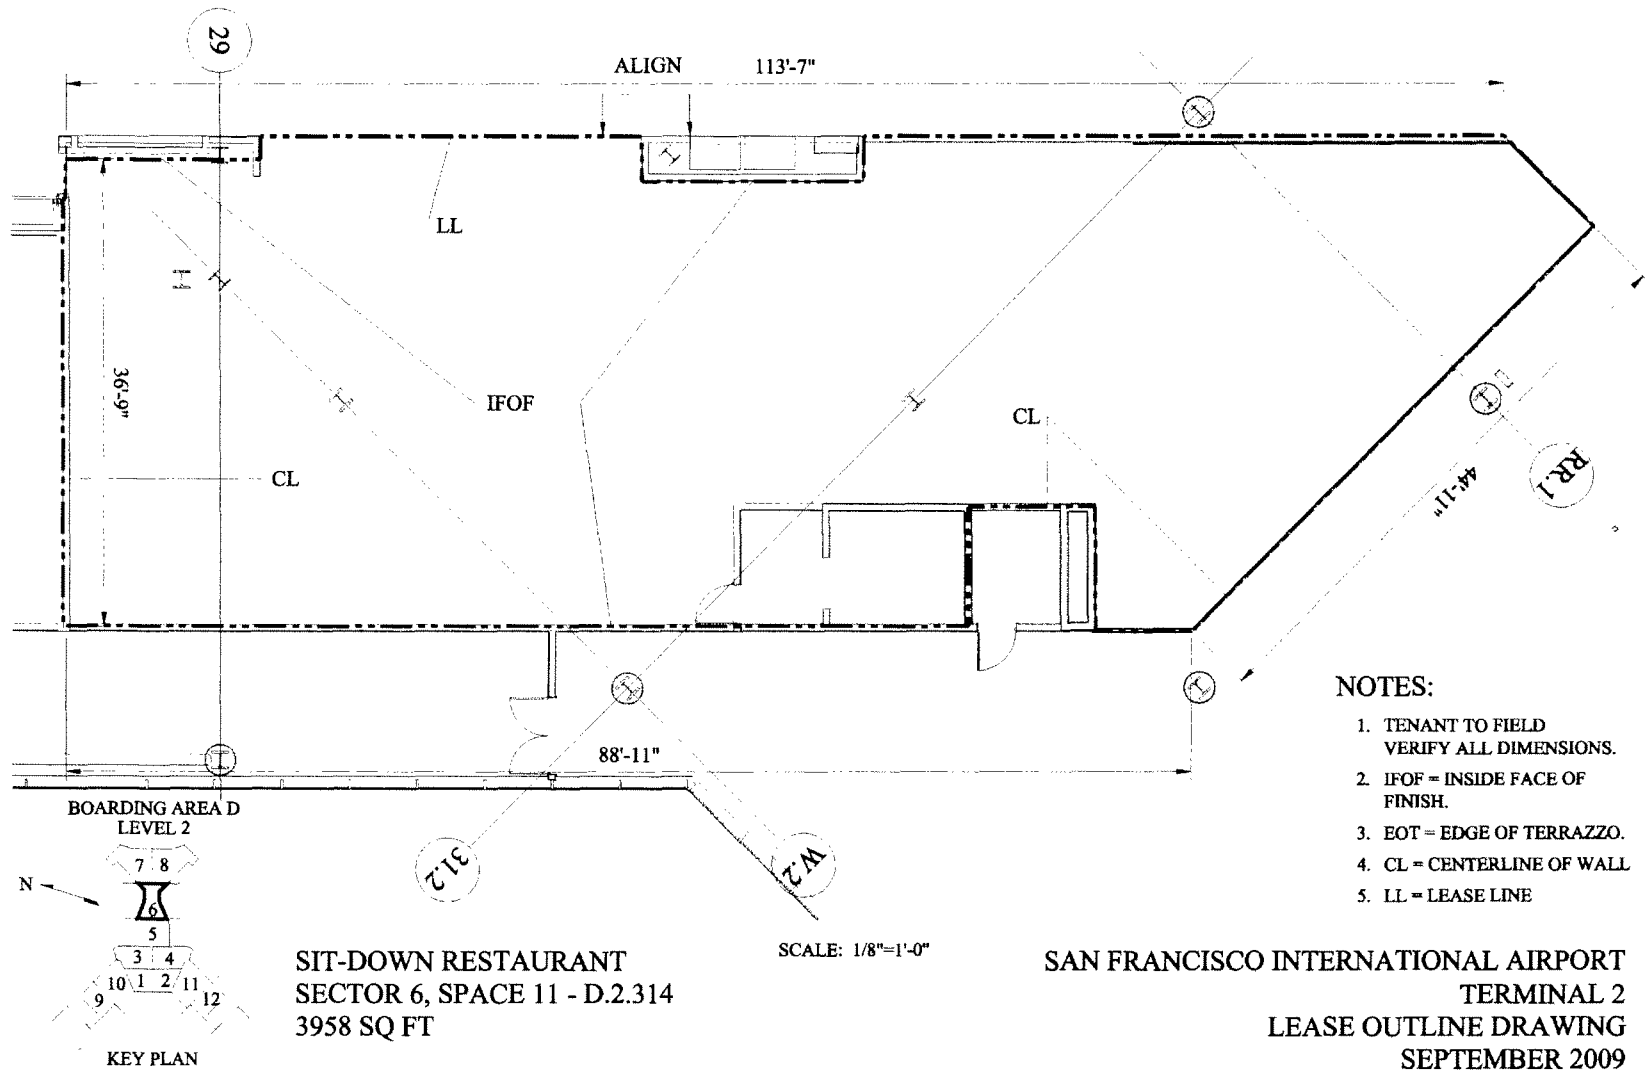 29
ALIGN
113'-7"
LL
36'-9"
IFOF
CL
CL
44'-11"
RR.1
88'-11"
31.2
W.2
NOTES:
1. TENANT TO FIELD
VERIFY ALL DIMENSIONS.
2. IFOF = INSIDE FACE OF
FINISH.
3. EOT = EDGE OF TERRAZZO.
4. CL = CENTERLINE OF WALL
5. LL = LEASE LINE
BOARDING AREA D
LEVEL 2
7 8
N
6
5
3 4
10 1 2 11
9 12
KEY PLAN
SIT-DOWN RESTAURANT
SECTOR 6, SPACE 11 - D.2.314
3958 SQ FT
SCALE: 1/8"=1'-0"
SAN FRANCISCO INTERNATIONAL AIRPORT
TERMINAL 2
LEASE OUTLINE DRAWING
SEPTEMBER 2009